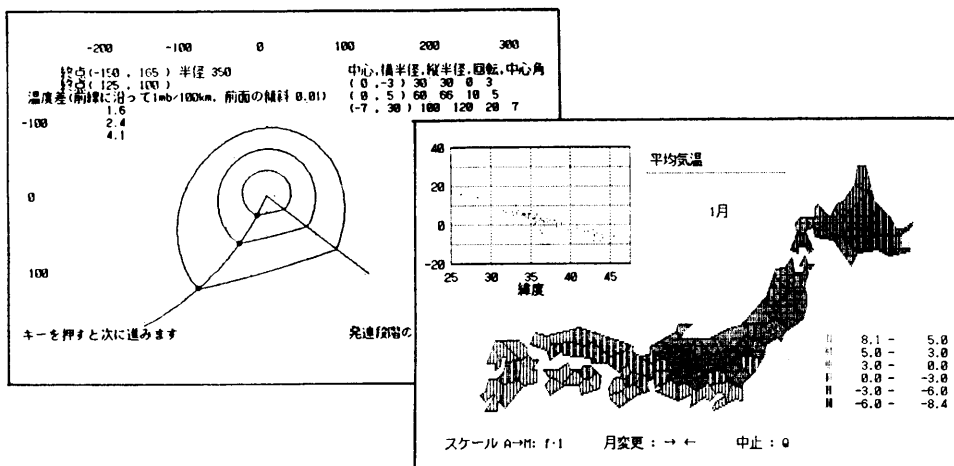 -200 -100 0 100 200 300
終点(-150 , 165 ) 半径 350
終点( 125 , 100 )
中心,横半径,縦半径,回転,中心角
( 0 ,-3 ) 30 30 0 3
( 0 , 5 ) 60 66 10 5
(-7 , 30 ) 100 120 20 7
温度差(前線に沿って1mb/100km, 前面の傾斜 0.01)
1.6
2.4
4.1
-100
0
100
キーを押すと次に進みます
発達段階の
40
20
0
-20
25 30 35 40 45
緯度
平均気温
1月
8.1 - 5.0
5.0 - 3.0
3.0 - 0.0
0.0 - -3.0
H -3.0 - -6.0
M -6.0 - -8.4
スケール A→M: f·1 月変更 : → ← 中止 : Q